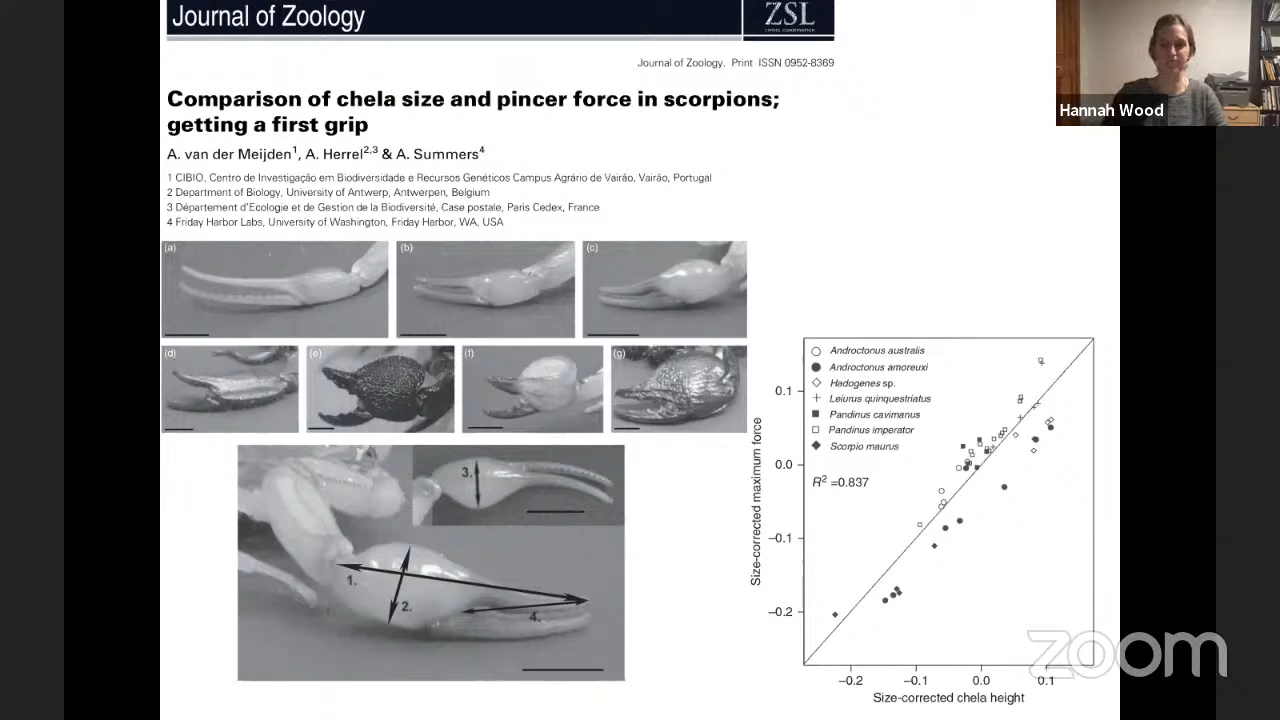 Journal of Zoology
ZSL
LIVING CONSERVATION
Journal of Zoology. Print ISSN 0952-8369
Comparison of chela size and pincer force in scorpions;
getting a first grip
A. van der Meijden1, A. Herrel2,3 & A. Summers4
1 CIBIO, Centro de Investigação em Biodiversidade e Recursos Genéticos Campus Agrário de Vairão, Vairão, Portugal
2 Department of Biology, University of Antwerp, Antwerpen, Belgium
3 Département d'Ecologie et de Gestion de la Biodiversité, Case postale, Paris Cedex, France
4 Friday Harbor Labs, University of Washington, Friday Harbor, WA, USA
(a)
(b)
(c)
(d)
(e)
(f)
(g)
3.
1.
2.
4.
Androctonus australis
Androctonus amoreuxi
Hadogenes sp.
Leiurus quinquestriatus
Pandinus cavimanus
Pandinus imperator
Scorpio maurus
R2 =0.837
Size-corrected maximum force
0.1
0.0
−0.1
−0.2
−0.2
−0.1
0.0
0.1
Size-corrected chela height
Hannah Wood
zoom